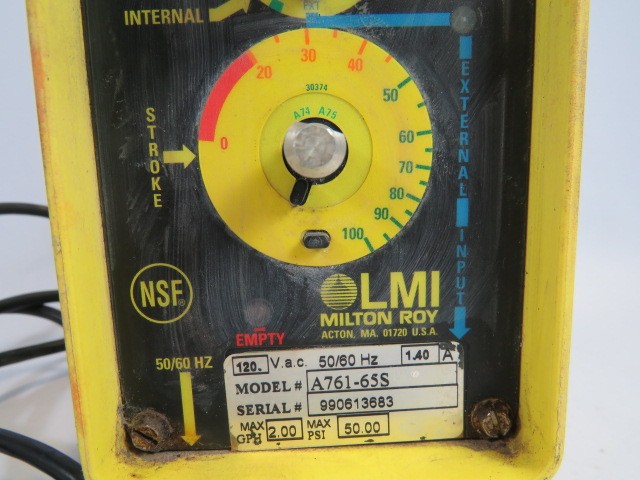 INTERNAL
EXT
20 30 40
50
60
70
80
90
100
0
30374
A74 A75
STROKE
EXTERNAL INPUT
NSF®
LMI
MILTON ROY
ACTON, MA. 01720 U.S.A.
EMPTY
50/60 HZ
120. V.a.c. 50/60 Hz 1.40 A
MODEL # A761-65S
SERIAL # 990613683
MAX GPH 2.00 MAX PSI 50.00